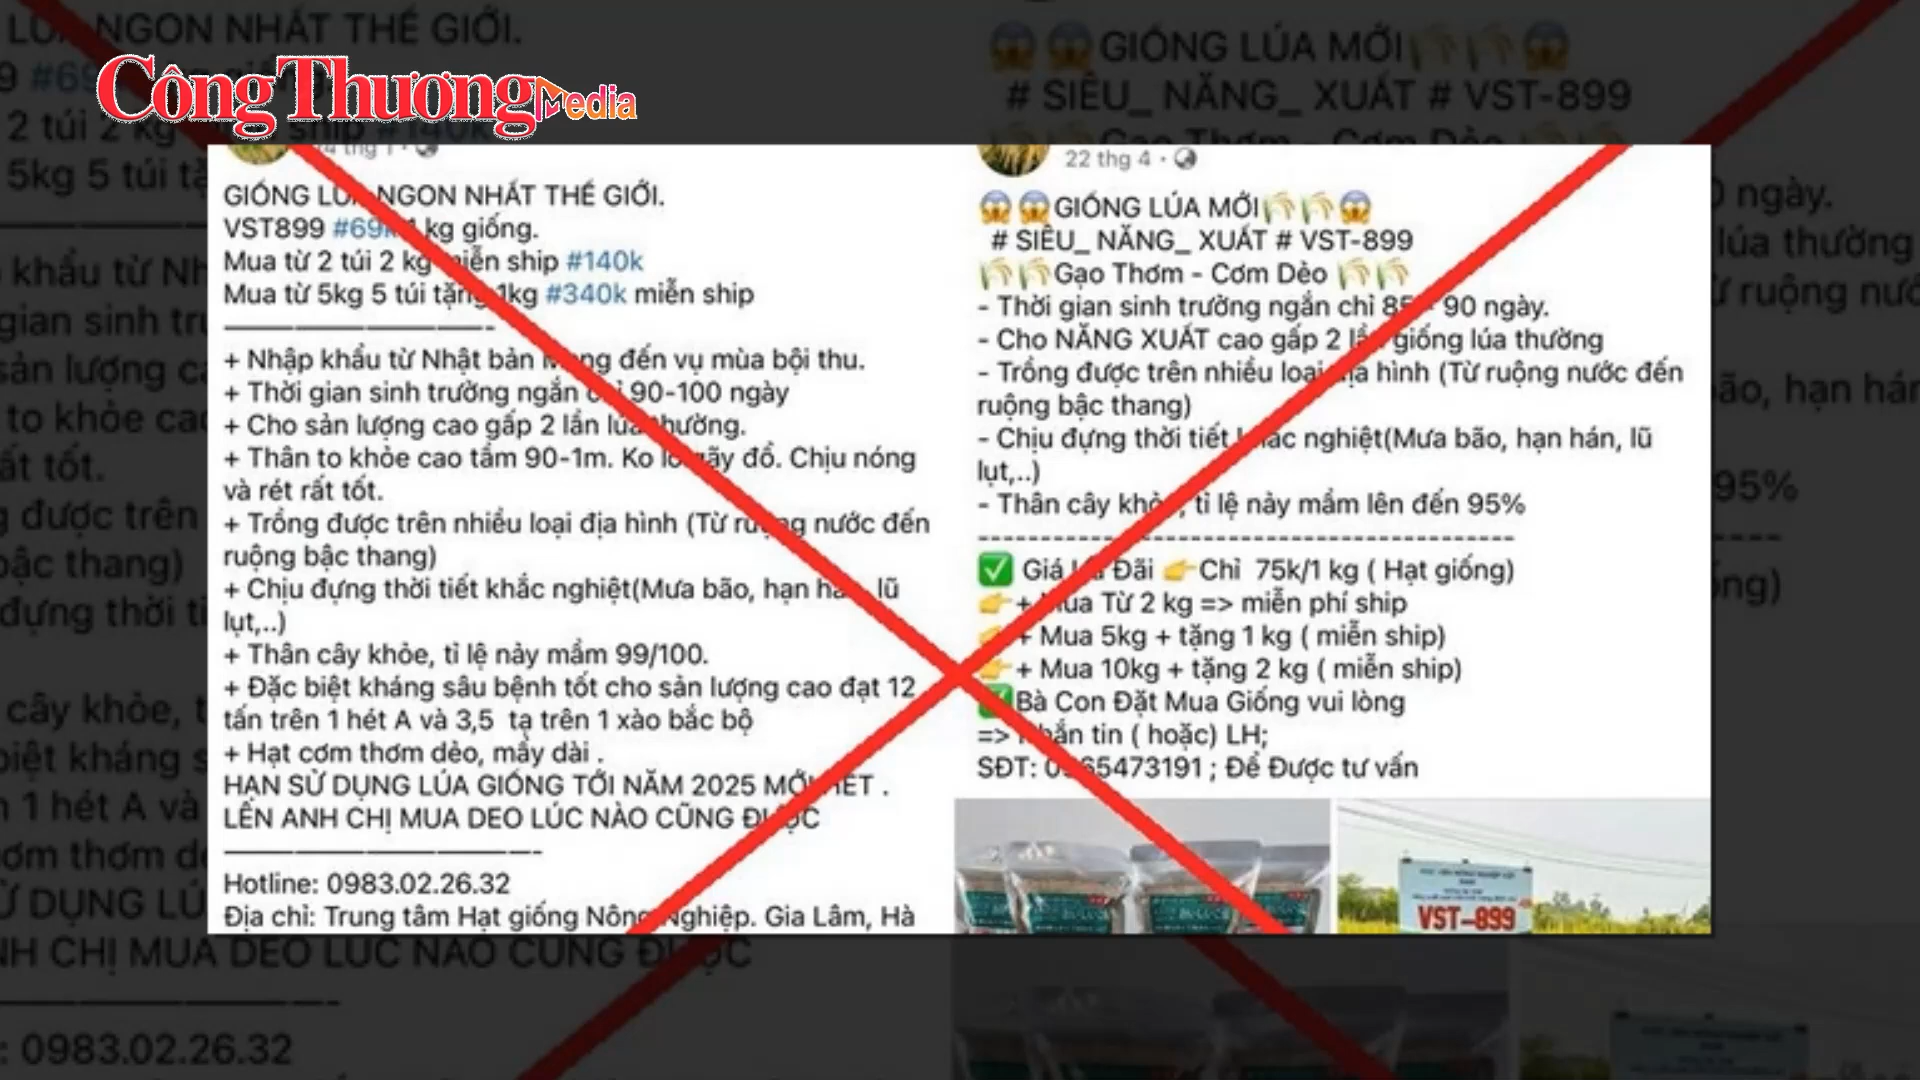 CôngThương Media
GIỐNG LÚA NGON NHẤT THẾ GIỚI.
VST899 #69k 1 kg giống.
Mua từ 2 túi 2 kg miễn ship #140k
Mua từ 5kg 5 túi tặng 1kg #340k miễn ship
+ Nhập khẩu từ Nhật bản Mang đến vụ mùa bội thu.
+ Thời gian sinh trưởng ngắn chỉ 90-100 ngày
+ Cho sản lượng cao gấp 2 lần lúa thường.
+ Thân to khỏe cao tầm 90-1m. Ko lo gãy đổ. Chịu nóng
và rét rất tốt.
+ Trồng được trên nhiều loại địa hình (Từ ruộng nước đến
ruộng bậc thang)
+ Chịu đựng thời tiết khắc nghiệt(Mưa bão, hạn hán, lũ
lụt,..)
+ Thân cây khỏe, tỉ lệ nảy mầm 99/100.
+ Đặc biệt kháng sâu bệnh tốt cho sản lượng cao đạt 12
tấn trên 1 hét A và 3,5 tạ trên 1 xào bắc bộ
+ Hạt cơm thơm dẻo, mẩy dài .
HẠN SỬ DỤNG LÚA GIỐNG TỚI NĂM 2025 MỚI HẾT .
LÊN ANH CHỊ MUA DEO LÚC NÀO CŨNG ĐƯỢC
Hotline: 0983.02.26.32
Địa chỉ: Trung tâm Hạt giống Nông Nghiệp. Gia Lâm, Hà
22 thg 4
😱 😱GIỐNG LÚA MỚI🌾🌾😱
# SIÊU_ NĂNG_ XUẤT # VST-899
🌾🌾Gạo Thơm - Cơm Dẻo 🌾🌾
- Thời gian sinh trưởng ngắn chỉ 85 - 90 ngày.
- Cho NĂNG XUẤT cao gấp 2 lần giống lúa thường
- Trồng được trên nhiều loại địa hình (Từ ruộng nước đến
ruộng bậc thang)
- Chịu đựng thời tiết khắc nghiệt(Mưa bão, hạn hán, lũ
lụt,..)
- Thân cây khỏe, tỉ lệ nảy mầm lên đến 95%
✅ Giá Ưu Đãi 👉Chỉ 75k/1 kg ( Hạt giống)
👉+ Mua Từ 2 kg => miễn phí ship
👉+ Mua 5kg + tặng 1 kg ( miễn ship)
👉+ Mua 10kg + tặng 2 kg ( miễn ship)
✅Bà Con Đặt Mua Giống vui lòng
=> Nhắn tin ( hoặc) LH;
SĐT: 0965473191 ; Để Được tư vấn
VST-899